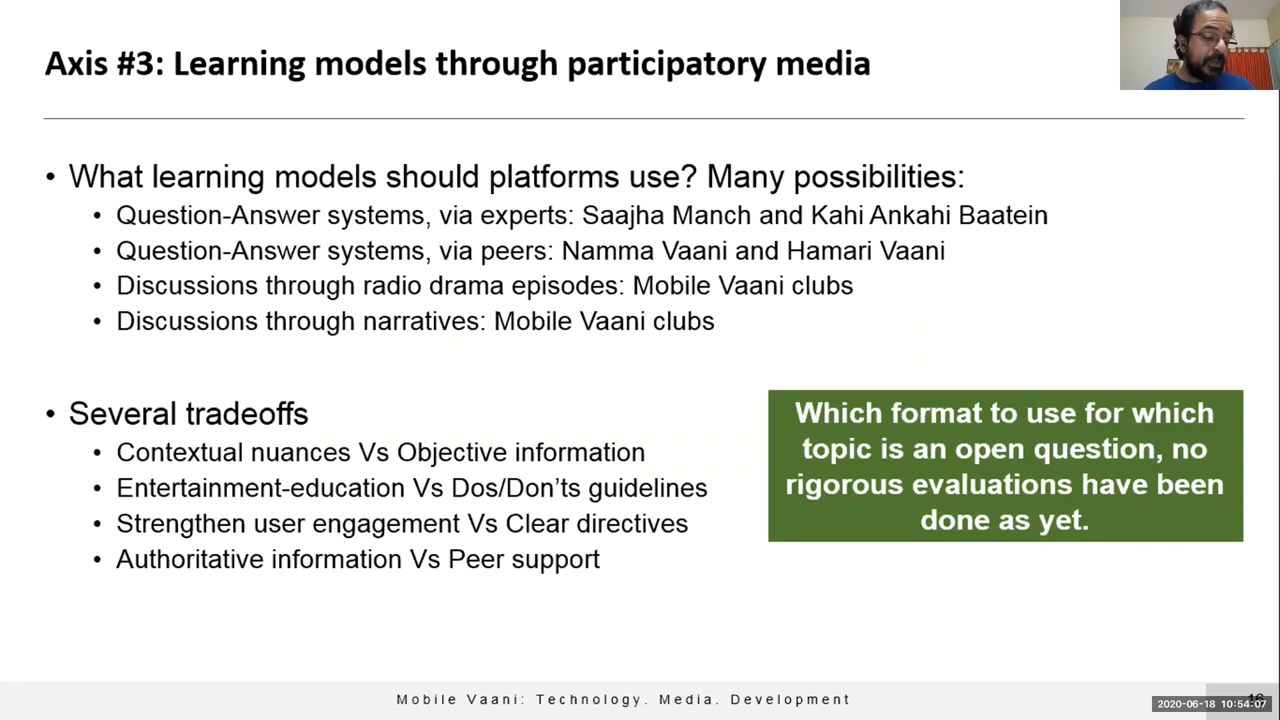 Axis #3: Learning models through participatory media
• What learning models should platforms use? Many possibilities:
• Question-Answer systems, via experts: Saajha Manch and Kahi Ankahi Baatein
• Question-Answer systems, via peers: Namma Vaani and Hamari Vaani
• Discussions through radio drama episodes: Mobile Vaani clubs
• Discussions through narratives: Mobile Vaani clubs
• Several tradeoffs
• Contextual nuances Vs Objective information
• Entertainment-education Vs Dos/Don'ts guidelines
• Strengthen user engagement Vs Clear directives
• Authoritative information Vs Peer support
Which format to use for which
topic is an open question, no
rigorous evaluations have been
done as yet.
Mobile Vaani: Technology. Media. Development
2020-06-18 10:54:07